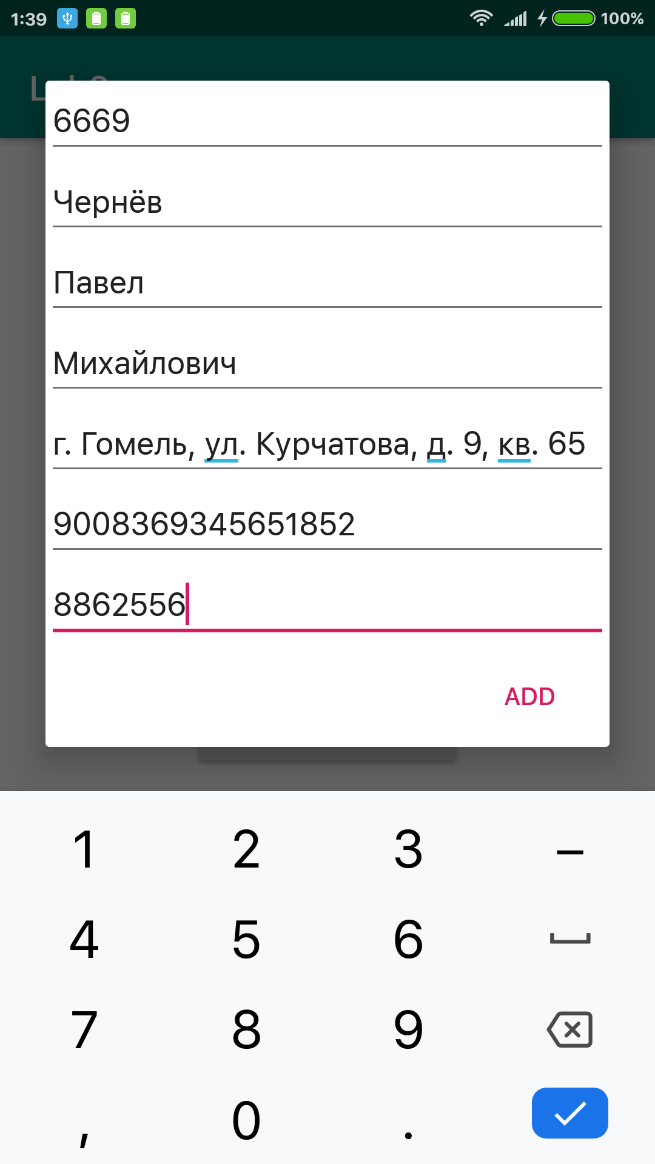 1:39 100%
6669
Чернёв
Павел
Михайлович
г. Гомель, ул. Курчатова, д. 9, кв. 65
9008369345651852
8862556
ADD
1 2 3 –
4 5 6
7 8 9
, 0 .